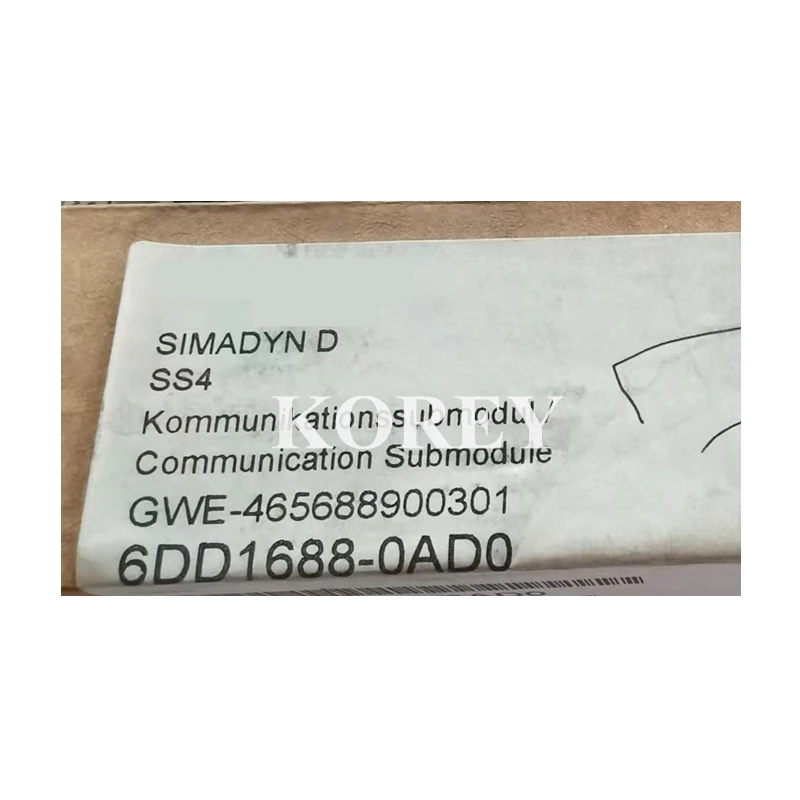 SIMADYN D
SS4
Kommunikationssubmodul/
Communication Submodule
GWE-465688900301
6DD1688-0AD0
KOREY